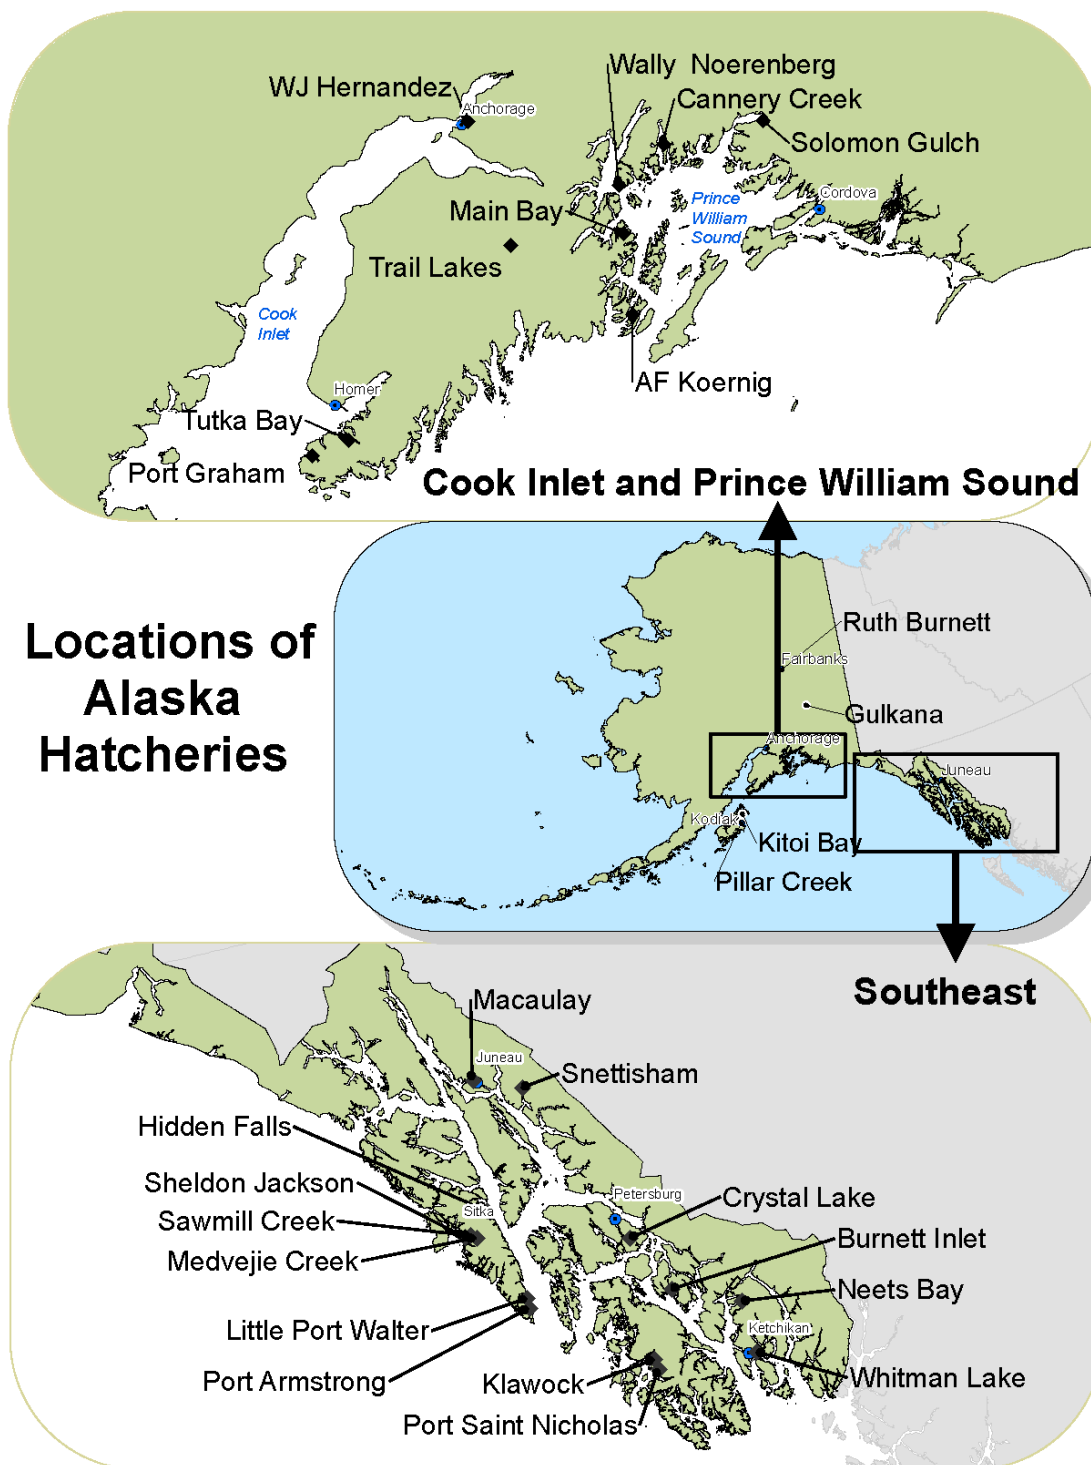 Wally Noerenberg
WJ Hernandez
Cannery Creek
Anchorage
Solomon Gulch
Main Bay
Prince
William
Sound
Cordova
Trail Lakes
Cook
Inlet
AF Koernig
Homer
Tutka Bay
Port Graham
Cook Inlet and Prince William Sound
Locations of
Alaska
Hatcheries
Ruth Burnett
Fairbanks
Gulkana
Anchorage
Juneau
Kodiak
Kitoi Bay
Pillar Creek
Southeast
Macaulay
Juneau
Snettisham
Hidden Falls
Sheldon Jackson
Sitka
Petersburg
Crystal Lake
Sawmill Creek
Burnett Inlet
Medvejie Creek
Neets Bay
Little Port Walter
Ketchikan
Port Armstrong
Klawock
Whitman Lake
Port Saint Nicholas